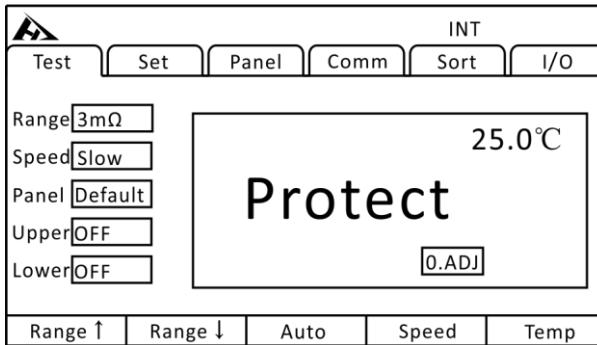 INT
Test Set Panel Comm Sort I/O
Range 3mΩ
Speed Slow
Panel Default
Upper OFF
Lower OFF
25.0℃
Protect
0.ADJ
Range↑ Range↓ Auto Speed Temp